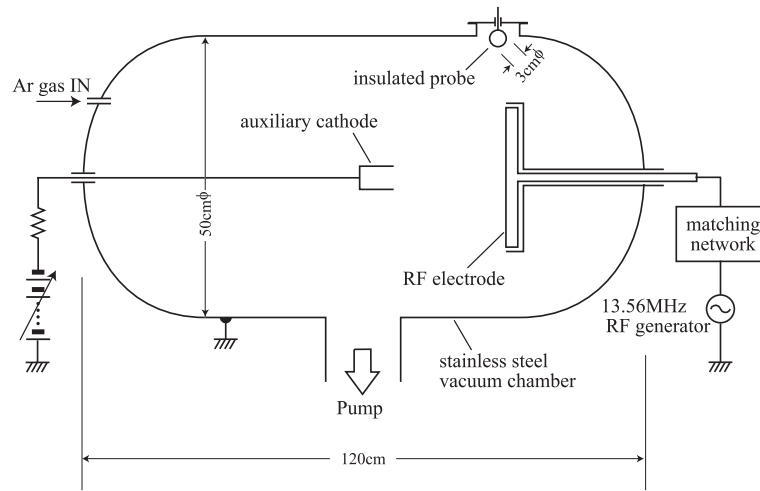 insulated probe
3cmϕ
Ar gas IN
auxiliary cathode
50cmϕ
matching
network
RF electrode
13.56MHz
RF generator
stainless steel
vacuum chamber
Pump
120cm